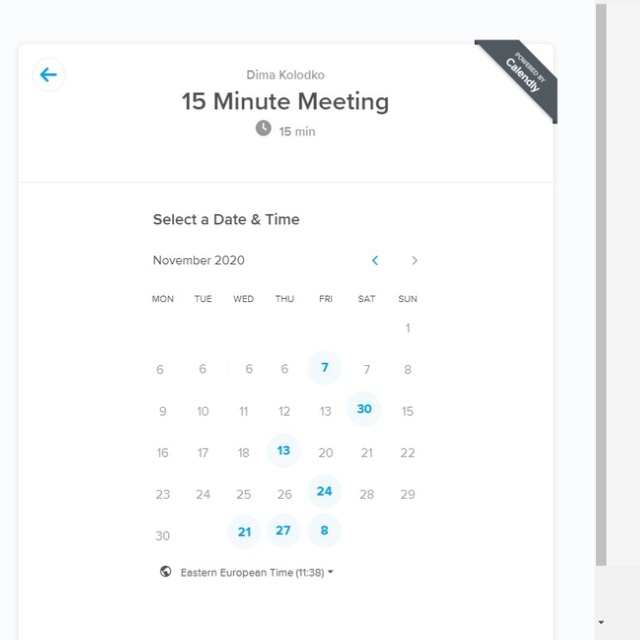 POWERED BY
Calendly
Dima Kolodko
15 Minute Meeting
15 min
Select a Date & Time
November 2020
MON TUE WED THU FRI SAT SUN
1
6 6 6 6 7 7 8
9 10 11 12 13 30 15
16 17 18 13 20 21 22
23 24 25 26 24 28 29
30 21 27 8
Eastern European Time (11:38)